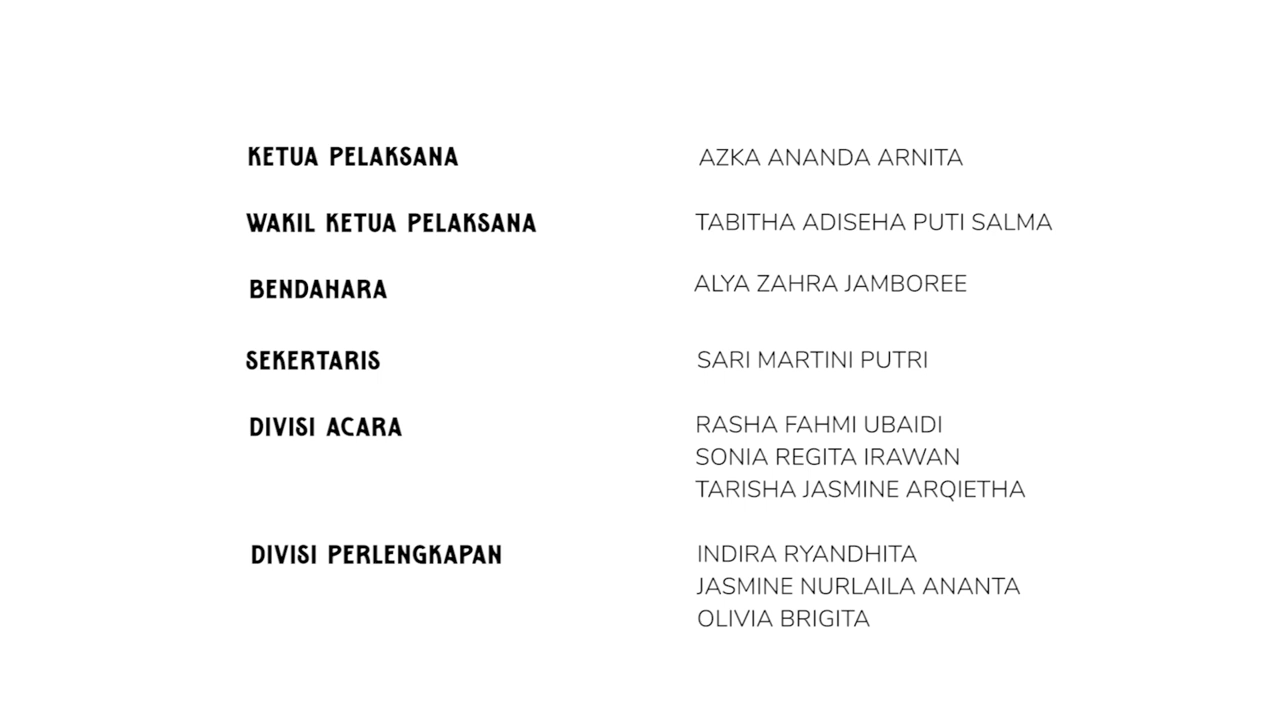 KETUA PELAKSANA AZKA ANANDA ARNITA
WAKIL KETUA PELAKSANA TABITHA ADISEHA PUTI SALMA
BENDAHARA ALYA ZAHRA JAMBOREE
SEKERTARIS SARI MARTINI PUTRI
DIVISI ACARA RASHA FAHMI UBAIDI
SONIA REGITA IRAWAN
TARISHA JASMINE ARQIETHA
DIVISI PERLENGKAPAN INDIRA RYANDHITA
JASMINE NURLAILA ANANTA
OLIVIA BRIGITA